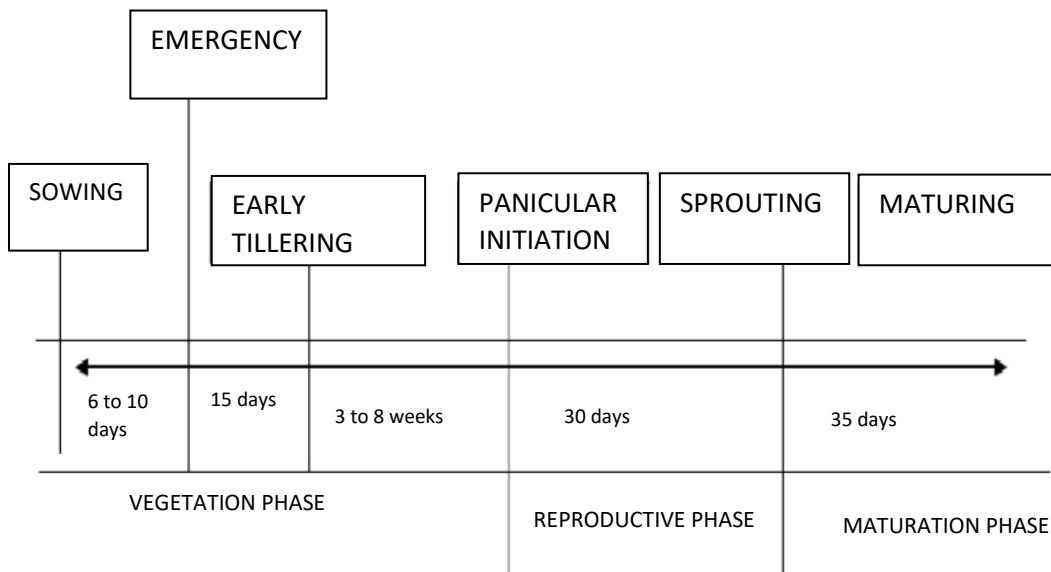 EMERGENCY
SOWING
EARLY
TILLERING
PANICULAR
INITIATION
SPROUTING
MATURING
6 to 10
days
15 days
3 to 8 weeks
30 days
35 days
VEGETATION PHASE
REPRODUCTIVE PHASE
MATURATION PHASE